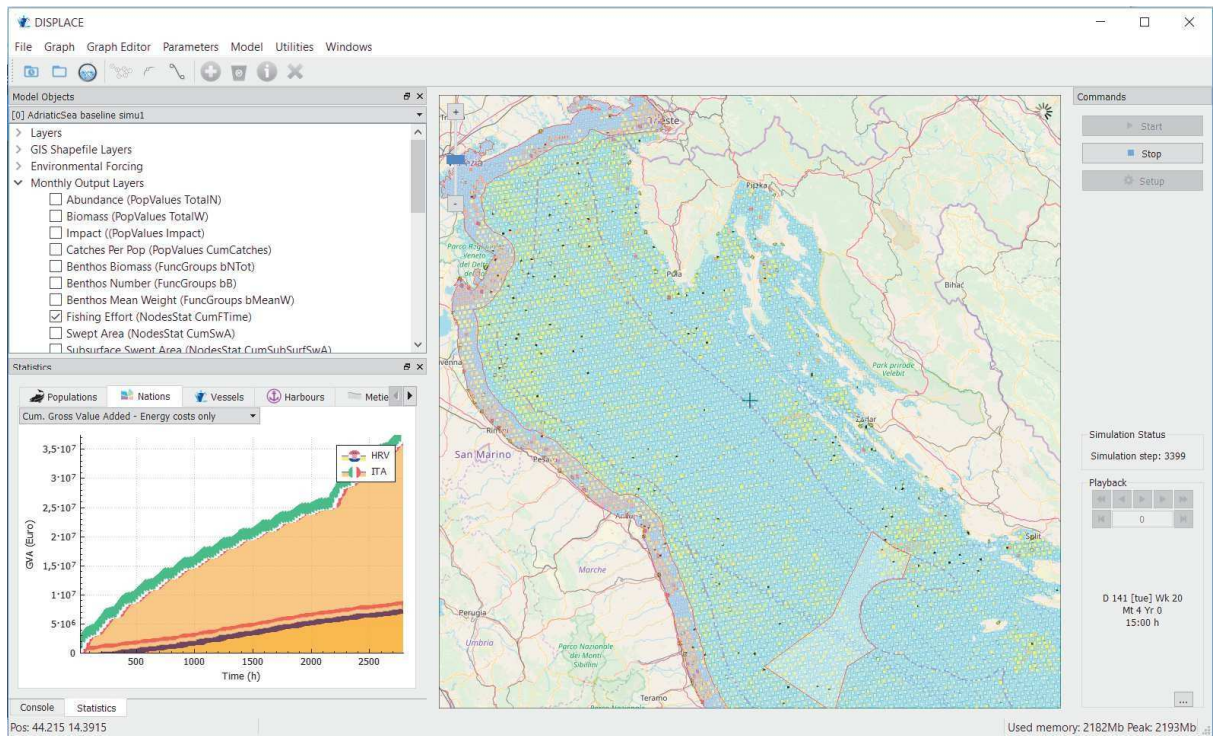 DISPLACE
File Graph Graph Editor Parameters Model Utilities Windows
Model Objects
[0] AdriaticSea baseline simu1
Layers
GIS Shapefile Layers
Environmental Forcing
Monthly Output Layers
Abundance (PopValues TotalN)
Biomass (PopValues TotalW)
Impact ((PopValues Impact)
Catches Per Pop (PopValues CumCatches)
Benthos Biomass (FuncGroups bNTot)
Benthos Number (FuncGroups bB)
Benthos Mean Weight (FuncGroups bMeanW)
Fishing Effort (NodesStat CumFTime)
Swept Area (NodesStat CumSwA)
Subsurface Swept Area (NodesStat CumSubSurfSwA)
Statistics
Populations Nations Vessels Harbours Metie
Cum. Gross Value Added - Energy costs only
3,5·10⁷
3·10⁷
2,5·10⁷
2·10⁷
1,5·10⁷
1·10⁷
5·10⁶
0
GVA (Euro)
HRV
ITA
500 1000 1500 2000 2500
Time (h)
Console Statistics
Pos: 44.215 14.3915
+
-
Trieste
Pula
Bihać
Park prirode Velebit
Zadar
Split
Rimini
San Marino
Ancona
Marche
Perugia
Umbria
Parco Nazionale dei Monti Sibillini
Teramo
Commands
Start
Stop
Setup
Simulation Status
Simulation step: 3399
Playback
0
D 141 [tue] Wk 20
Mt 4 Yr 0
15:00 h
...
Used memory: 2182Mb Peak: 2193Mb